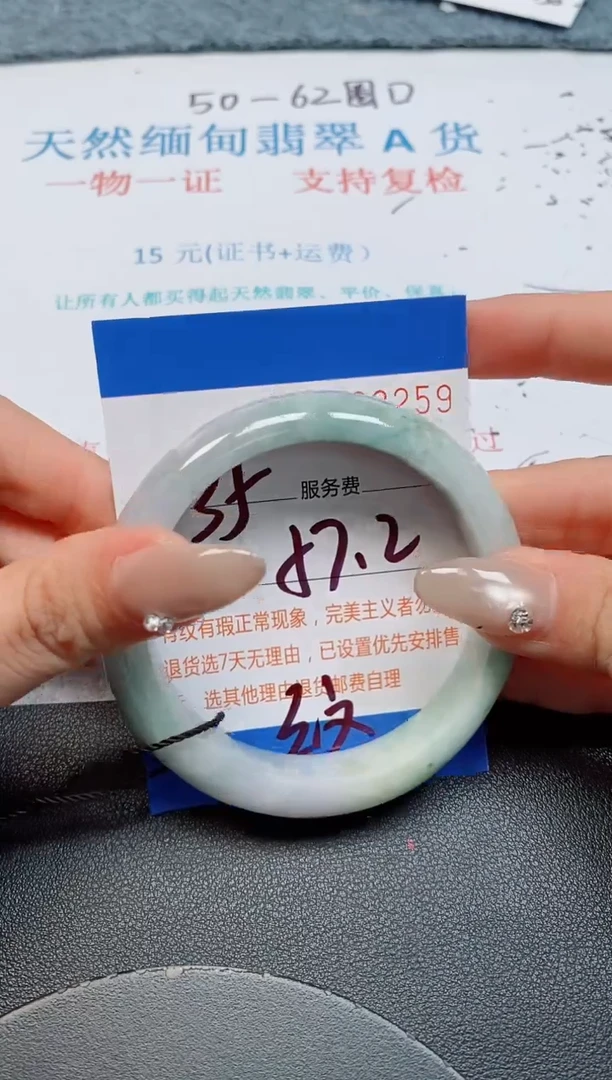 50-62圈口
天然缅甸翡翠A货
一物一证 支持复检
15 元(证书+运费)
让所有人都买得起天然翡翠、平价、保真
259
服务费
57.2
有纹有瑕正常现象，完美主义者勿
退货选7天无理由，已设置优先安排售
选其他理由退货邮费自理
纹
过